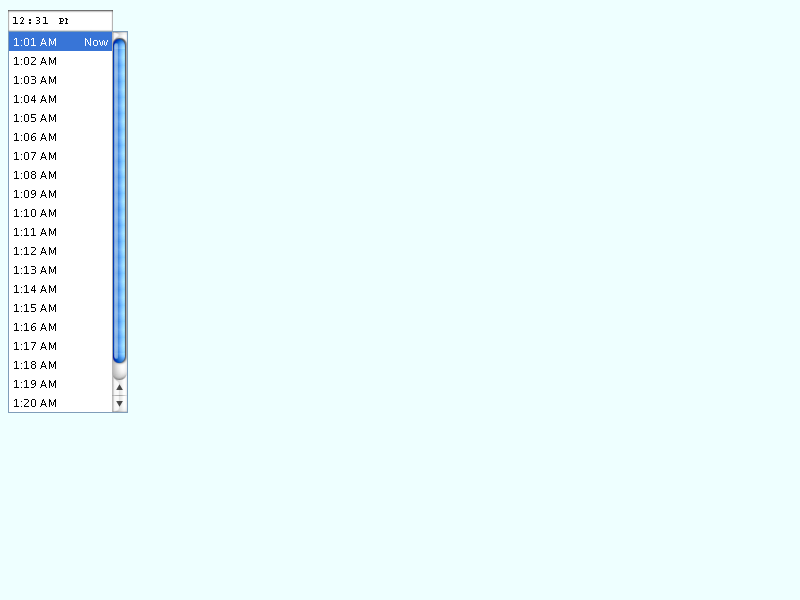 12:31
1:01 AM Now
1:02 AM
1:03 AM
1:04 AM
1:05 AM
1:06 AM
1:07 AM
1:08 AM
1:09 AM
1:10 AM
1:11 AM
1:12 AM
1:13 AM
1:14 AM
1:15 AM
1:16 AM
1:17 AM
1:18 AM
1:19 AM
1:20 AM